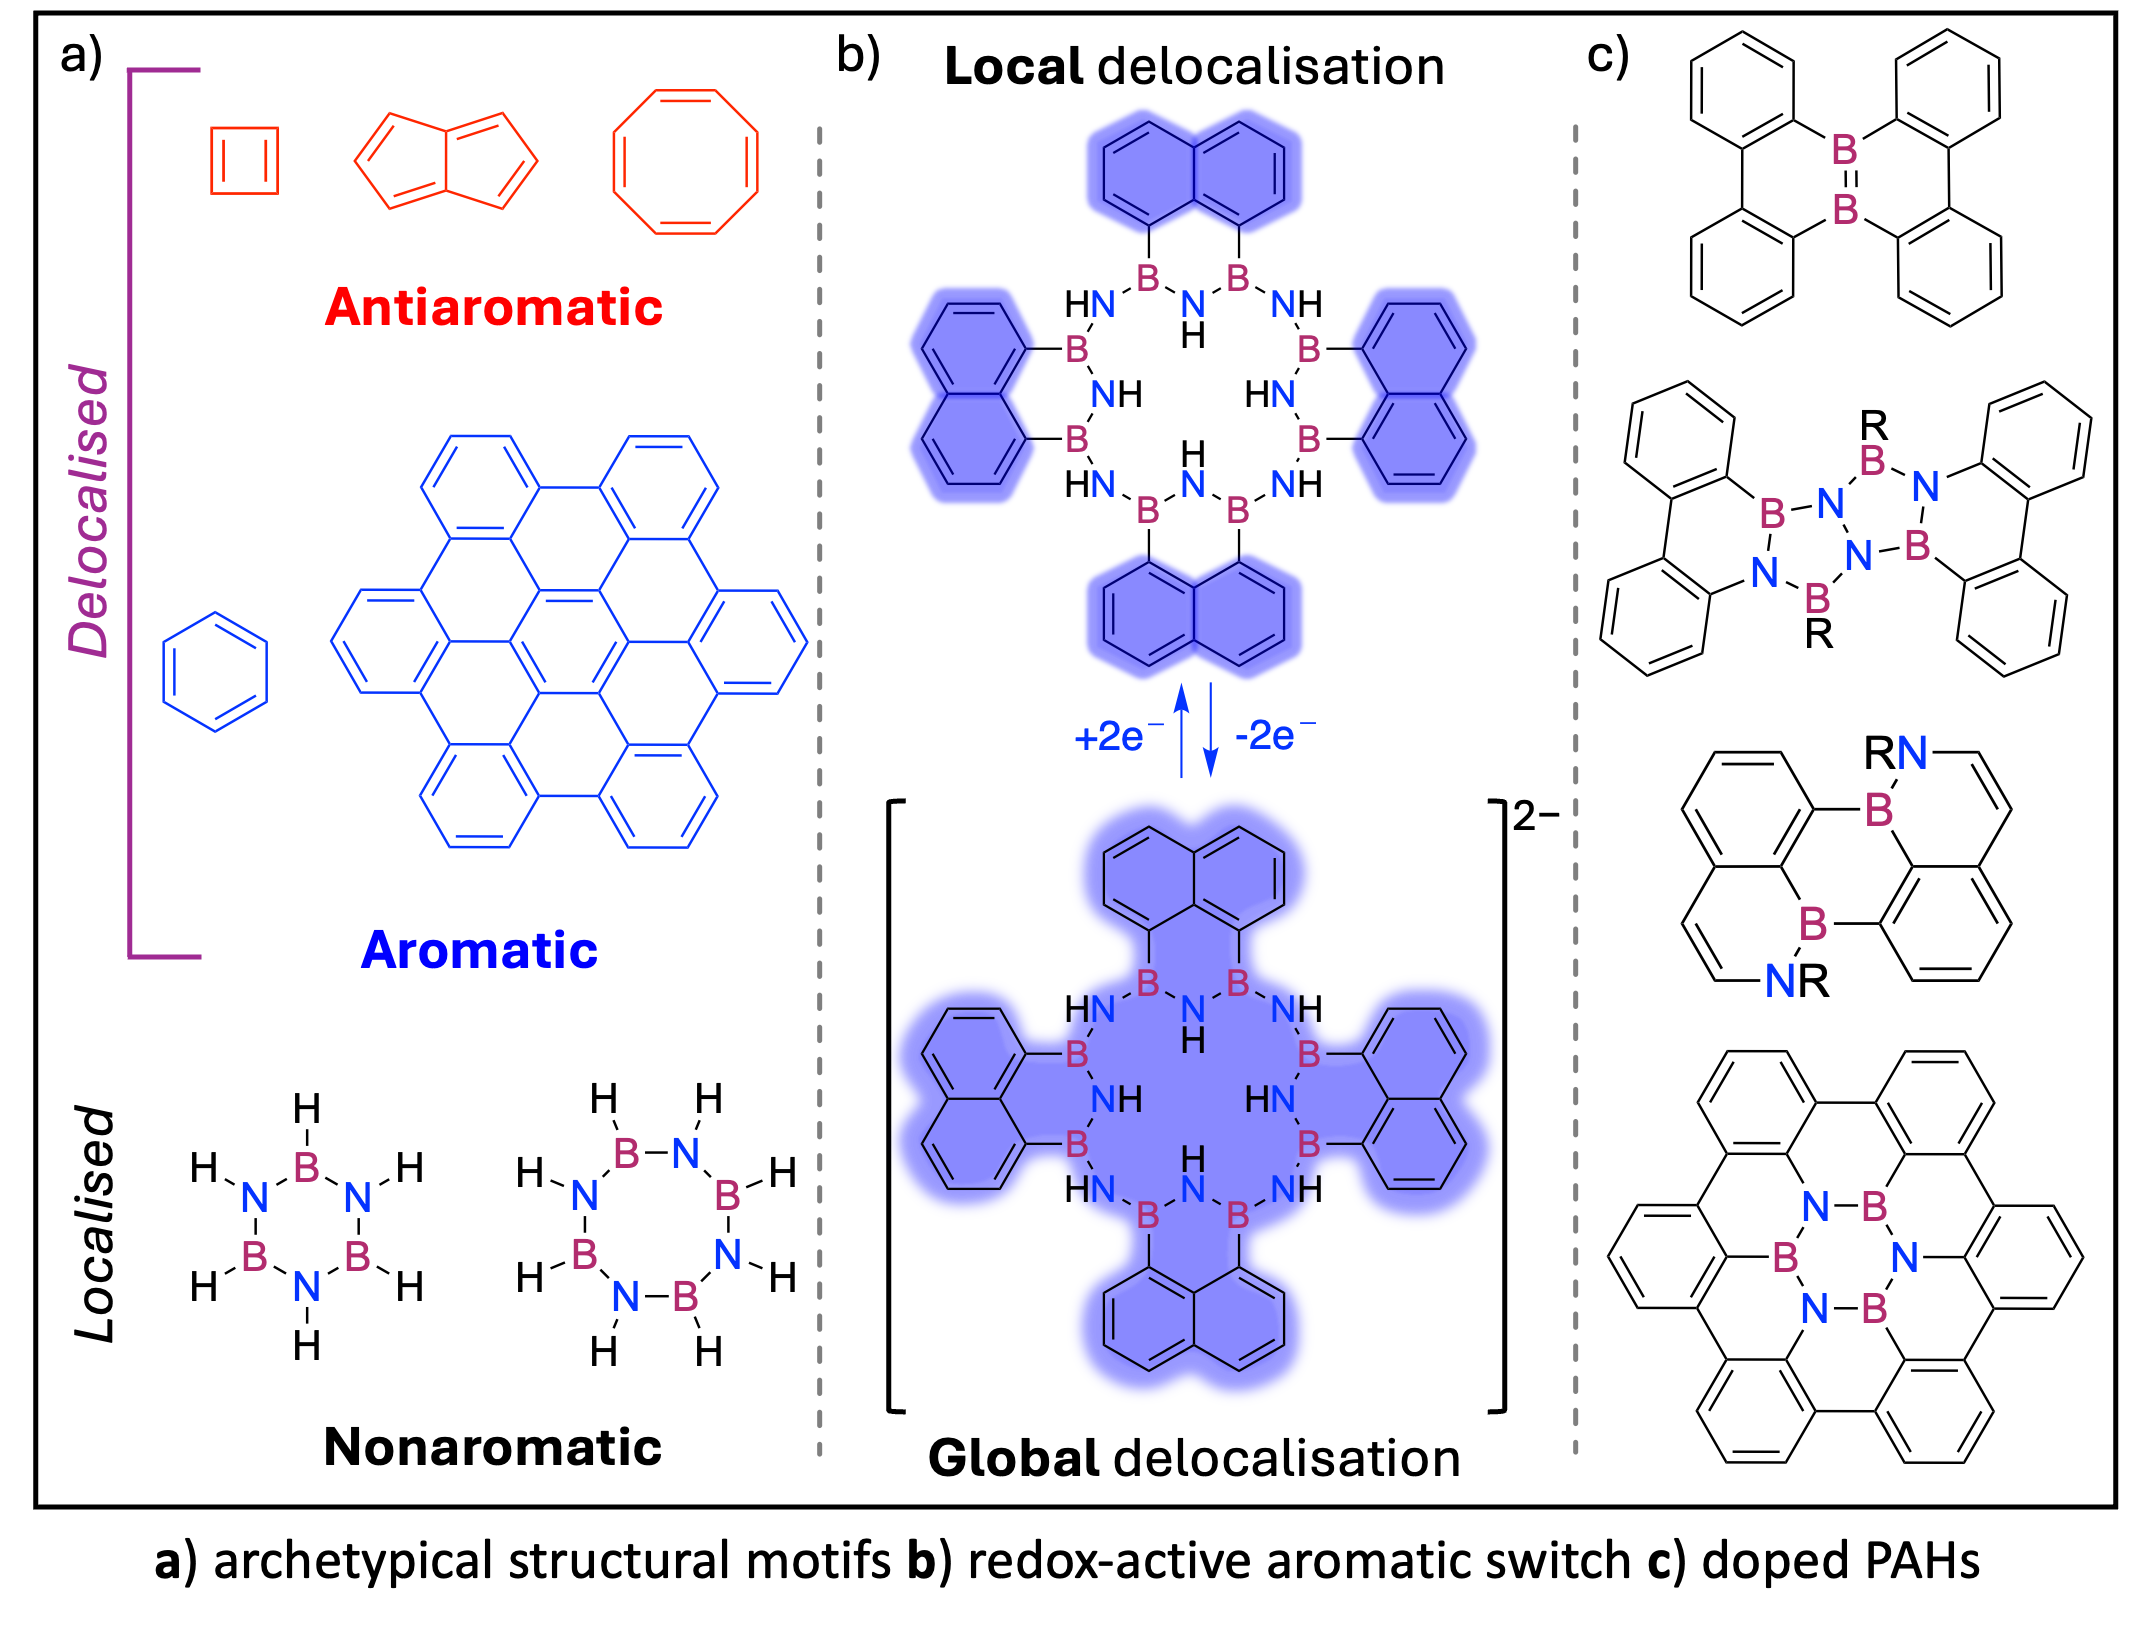 a)
Delocalised
Antiaromatic
Aromatic
Localised
H
H B H
N N
B B
H N H
H
H H
B N
H H
N B
B N
H H
N B
H H
Nonaromatic
b)
Local delocalisation
B B
HN N NH
H
B B
NH HN
B B
H
HN N NH
B B
+2e⁻ -2e⁻
2−
B B
HN N NH
H
B B
NH HN
B B
H
HN N NH
B B
Global delocalisation
c)
B
B
R
B
N N
B B
N N
B
R
RN
B
B
NR
N B
B N
N B
a) archetypical structural motifs b) redox-active aromatic switch c) doped PAHs